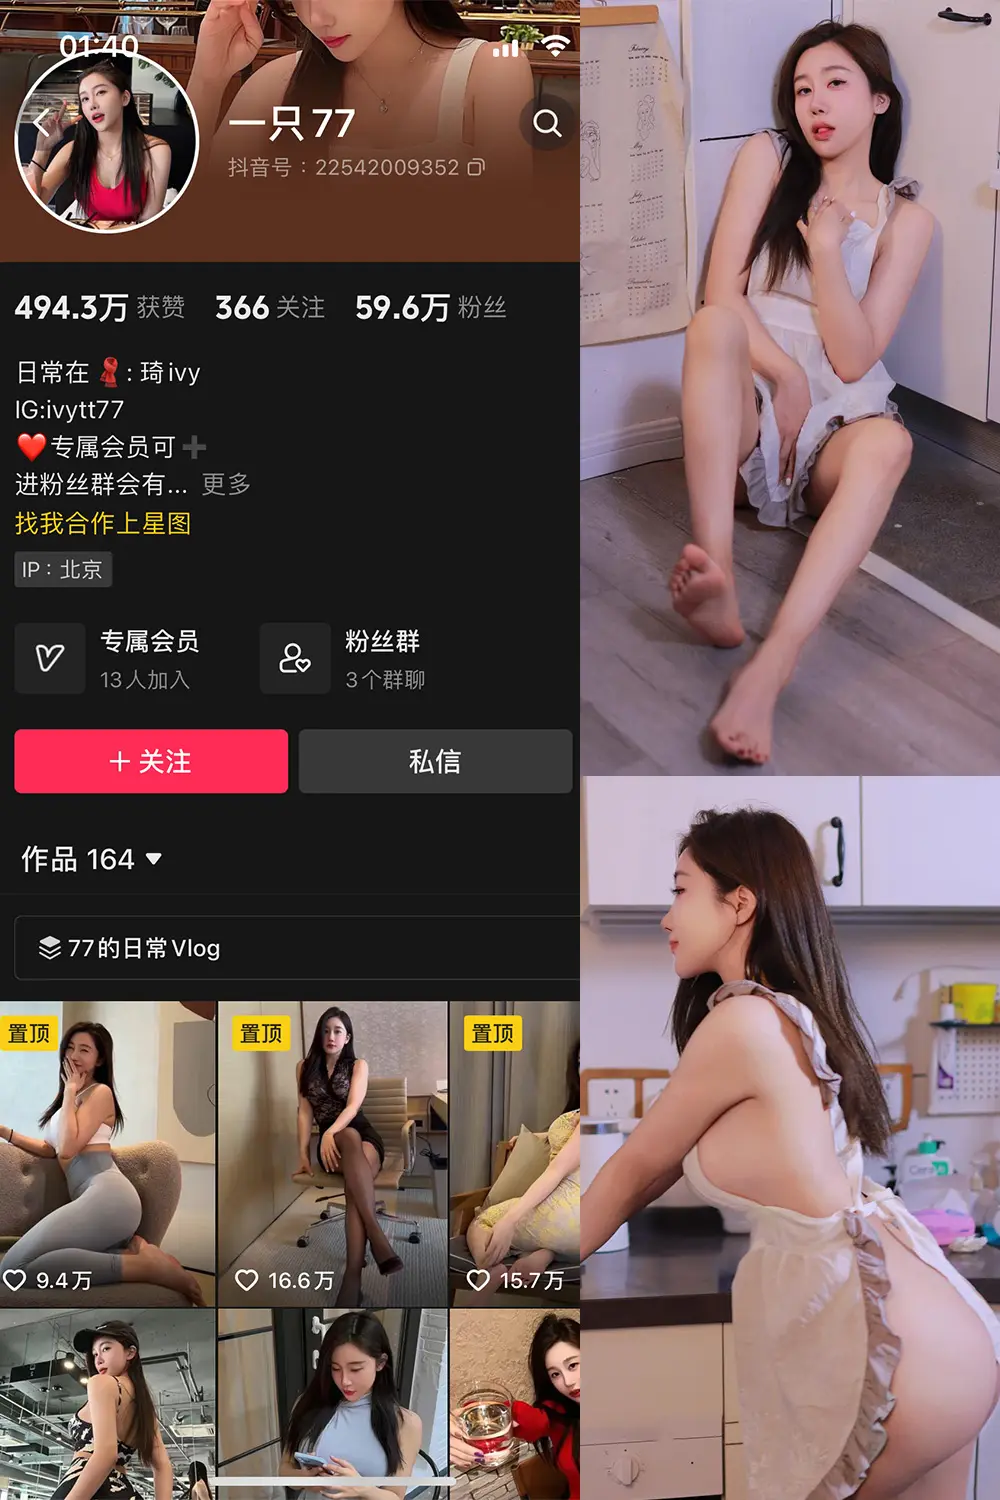 01:40
一只77
抖音号：22542009352
494.3万 获赞 366 关注 59.6万 粉丝
日常在🧣: 琦ivy
IG:ivytt77
❤️专属会员可➕
进粉丝群会有... 更多
找我合作上星图
IP：北京
专属会员
13人加入
粉丝群
3个群聊
＋ 关注
私信
作品 164
77的日常Vlog
置顶
置顶
置顶
9.4万
16.6万
15.7万
February
May
July
October